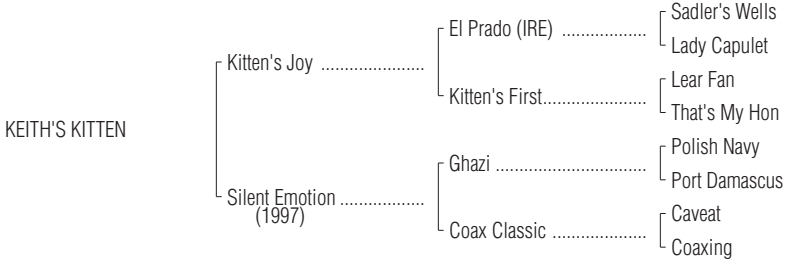 Sadler's Wells
El Prado (IRE) ..................
Lady Capulet
Kitten's Joy ......................
Lear Fan
Kitten's First......................
That's My Hon
KEITH'S KITTEN
Polish Navy
Ghazi ................................
Port Damascus
Silent Emotion ..................
(1997)
Caveat
Coax Classic ....................
Coaxing